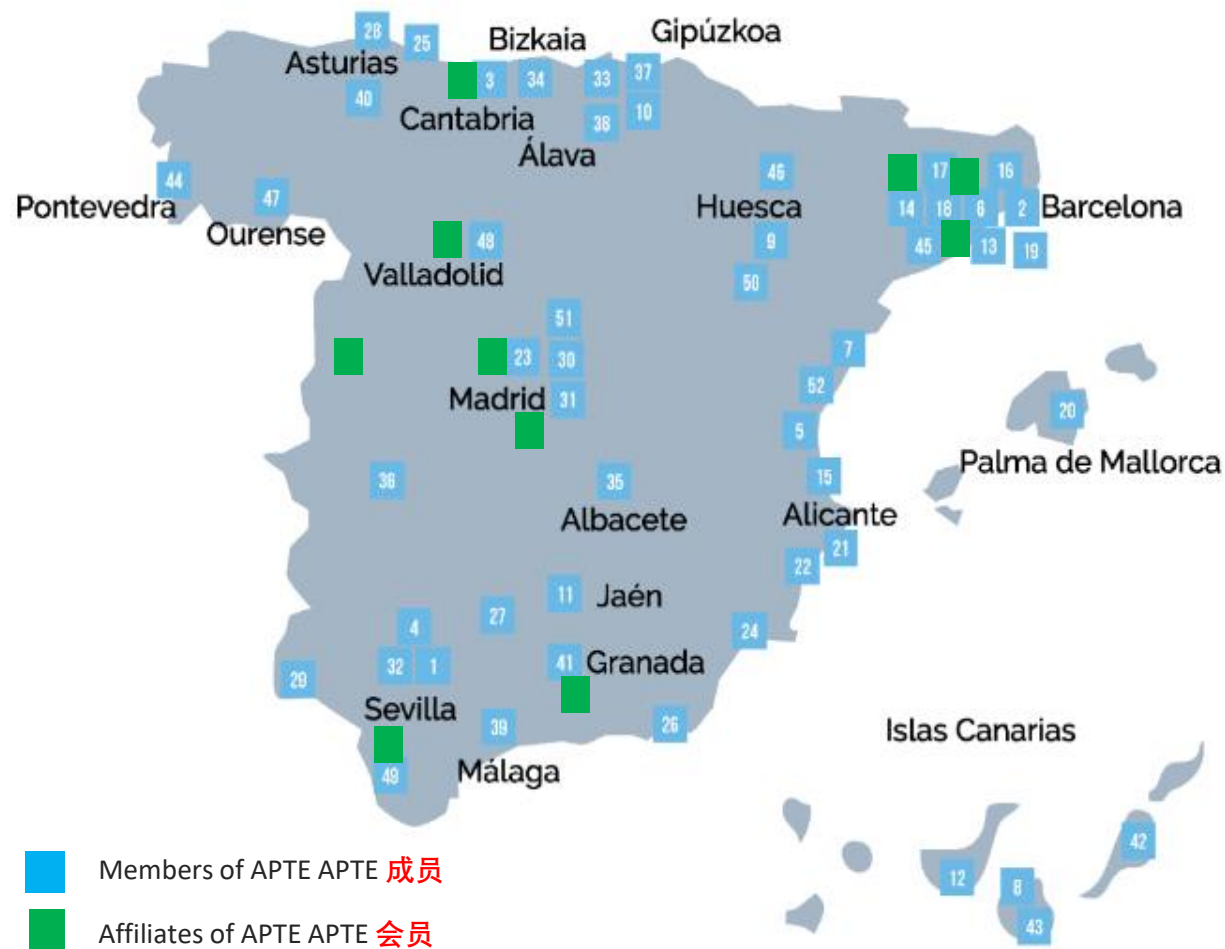 28
25
Bizkaia
Gipúzkoa
Asturias
3
34
33
37
40
Cantabria
38
10
Álava
44
47
46
17
16
Pontevedra
Ourense
Huesca
14
18
6
2
Barcelona
48
9
45
13
19
Valladolid
50
51
23
30
7
Madrid
31
52
20
5
Palma de Mallorca
36
35
15
Albacete
Alicante
21
22
11
Jaén
27
4
24
32
1
41
Granada
29
Sevilla
39
26
Islas Canarias
49
Málaga
42
12
8
43
Members of APTE APTE 成员
Affiliates of APTE APTE 会员